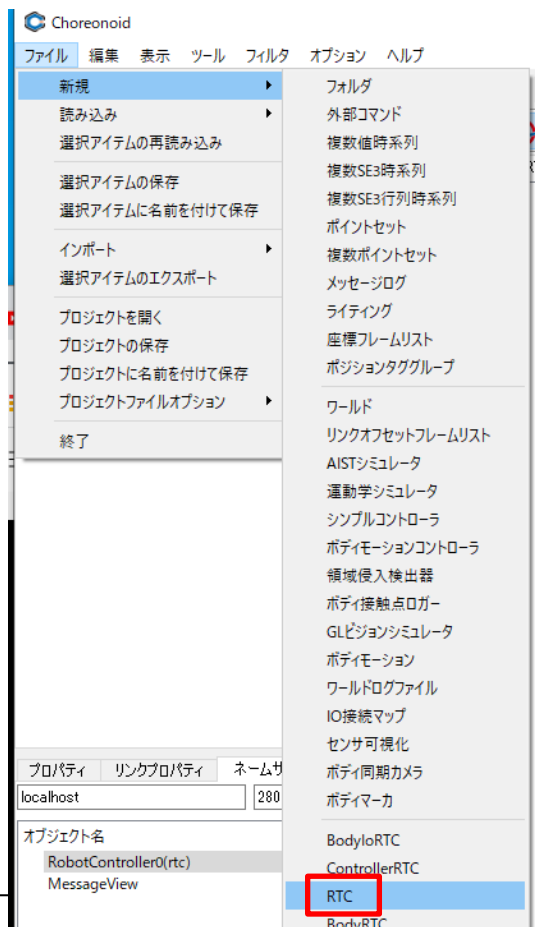 Choreonoid
ファイル 編集 表示 ツール フィルタ オプション ヘルプ
新規
読み込み
選択アイテムの再読み込み
選択アイテムの保存
選択アイテムに名前を付けて保存
インポート
選択アイテムのエクスポート
プロジェクトを開く
プロジェクトの保存
プロジェクトに名前を付けて保存
プロジェクトファイルオプション
終了
フォルダ
外部コマンド
複数値時系列
複数SE3時系列
複数SE3行列時系列
ポイントセット
複数ポイントセット
メッセージログ
ライティング
座標フレームリスト
ポジションタググループ
ワールド
リンクオフセットフレームリスト
AISTシミュレータ
運動学シミュレータ
シンプルコントローラ
ボディモーションコントローラ
領域侵入検出器
ボディ接触点ロガー
GLビジョンシミュレータ
ボディモーション
ワールドログファイル
IO接続マップ
センサ可視化
ボディ同期カメラ
ボディマーカ
BodyIoRTC
ControllerRTC
RTC
BodyRTC
プロパティ リンクプロパティ ネームサ
localhost 280
オブジェクト名
RobotController0(rtc)
MessageView